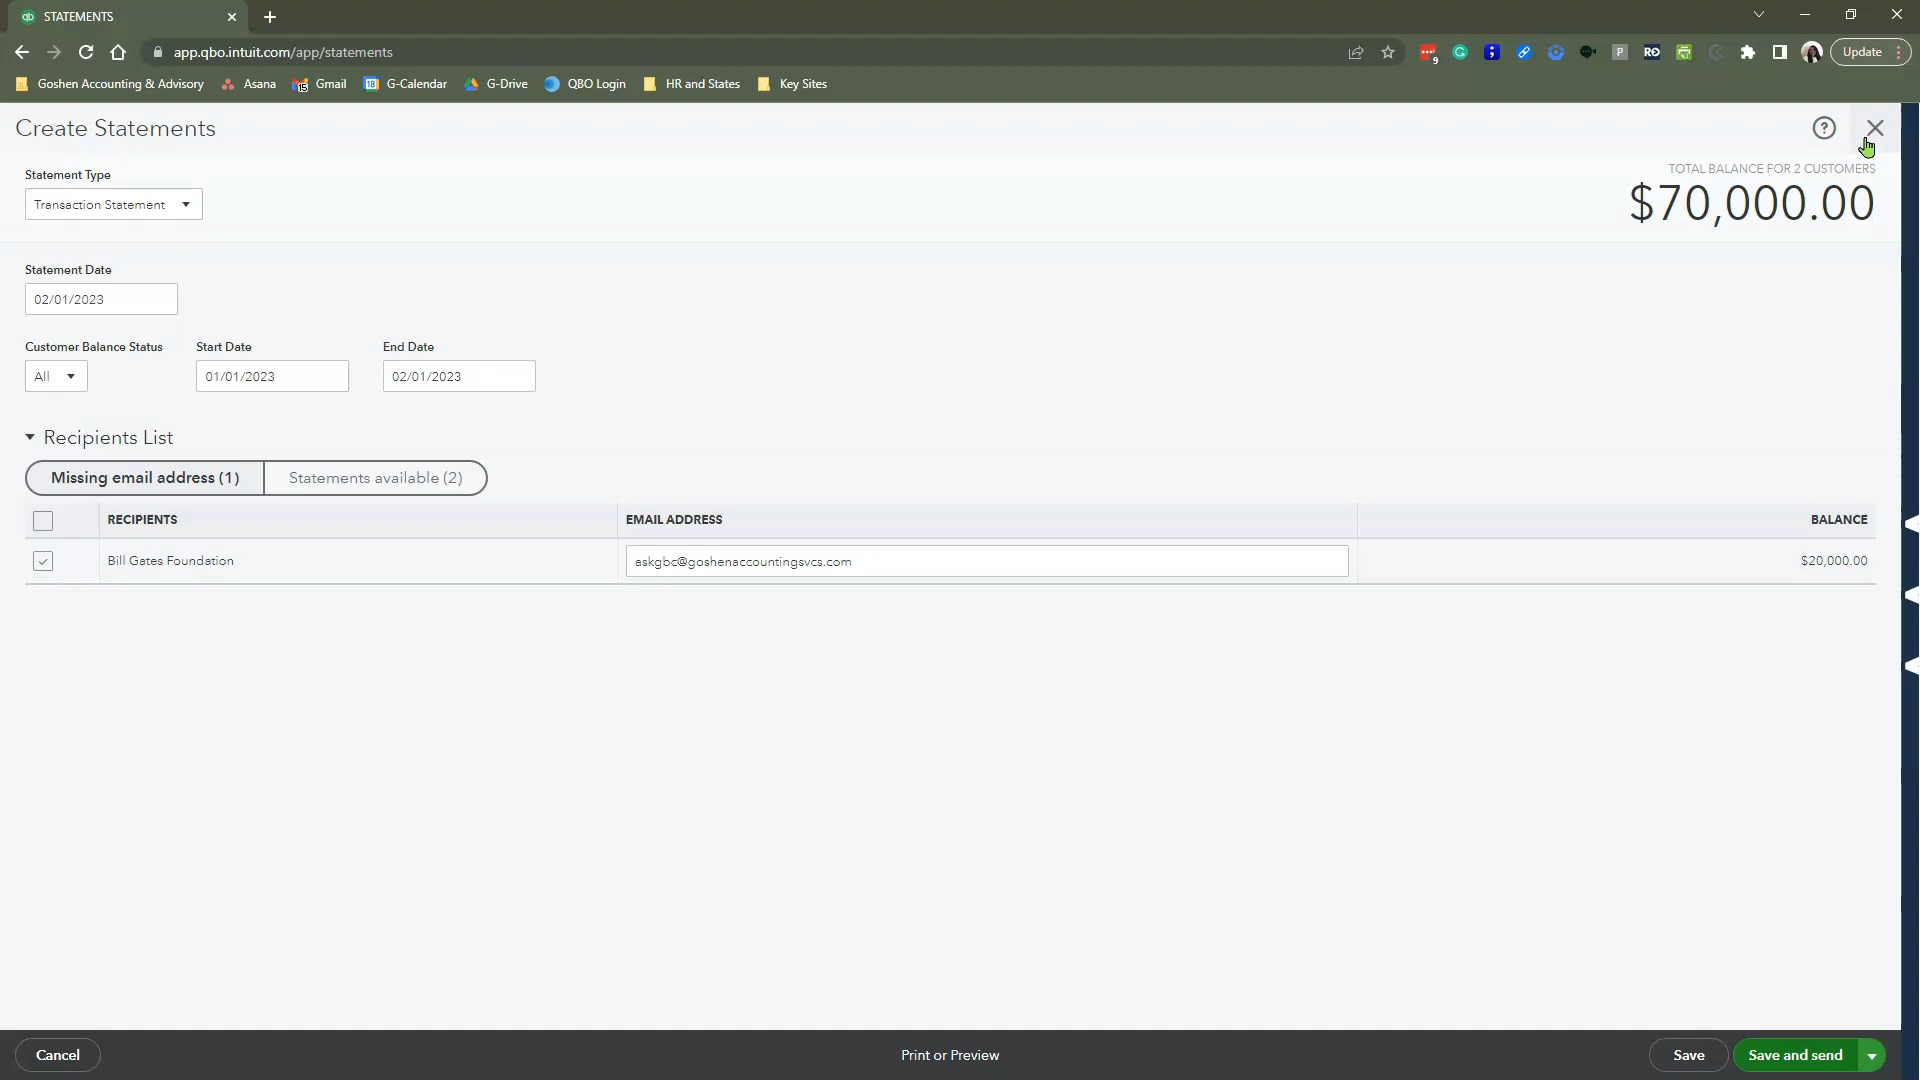 STATEMENTS
app.qbo.intuit.com/app/statements
9
P
Update
Goshen Accounting & Advisory
Asana
15
Gmail
18
G-Calendar
G-Drive
QBO Login
HR and States
Key Sites
Create Statements
Statement Type
TOTAL BALANCE FOR 2 CUSTOMERS
Transaction Statement
$70,000.00
Statement Date
02/01/2023
Customer Balance Status
Start Date
End Date
All
01/01/2023
02/01/2023
Recipients List
Missing email address (1)
Statements available (2)
RECIPIENTS
EMAIL ADDRESS
BALANCE
Bill Gates Foundation
askgbc@goshenaccountingsvcs.com
$20,000.00
Cancel
Print or Preview
Save
Save and send